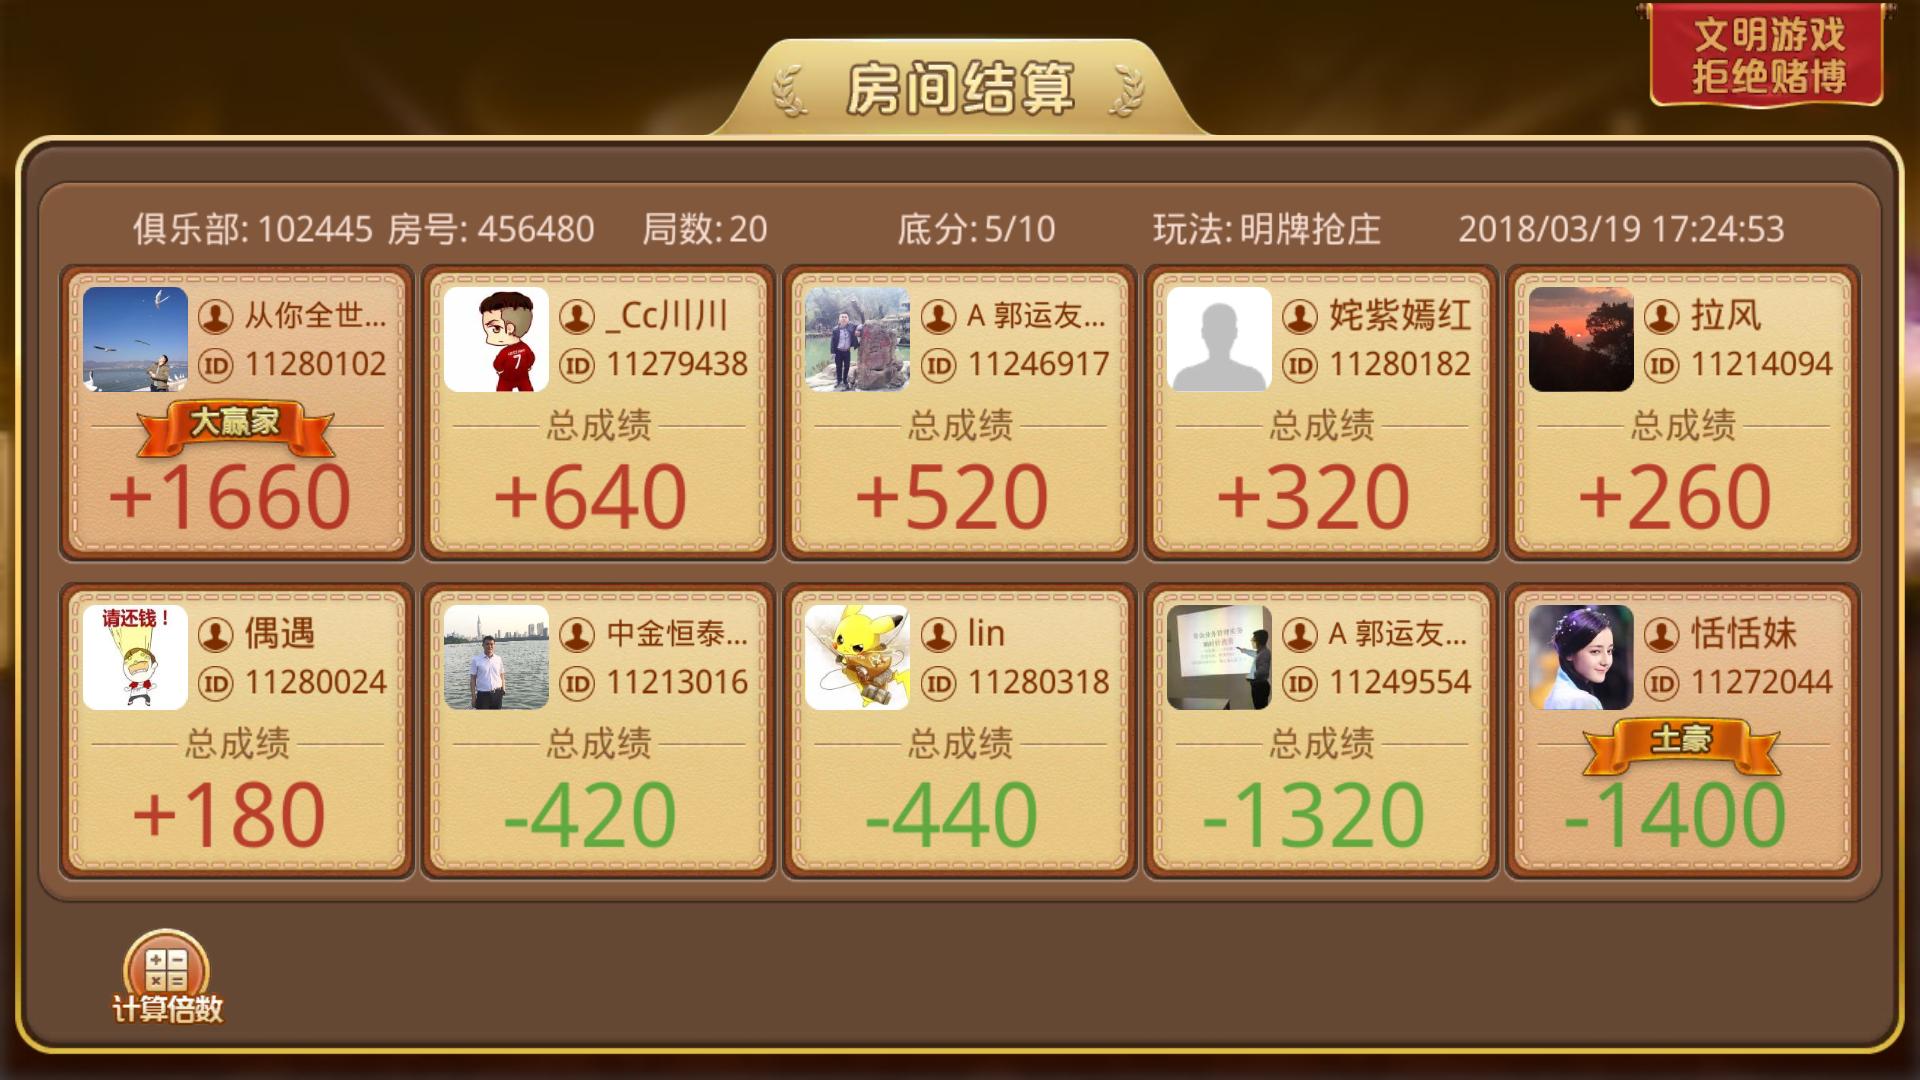 文明游戏
拒绝赌博
房间结算
俱乐部: 102445 房号: 456480 局数: 20 底分: 5/10 玩法: 明牌抢庄 2018/03/19 17:24:53
从你全世...
ID 11280102
大赢家
+1660
_Cc川川
ID 11279438
总成绩
+640
A 郭运友...
ID 11246917
总成绩
+520
姹紫嫣红
ID 11280182
总成绩
+320
拉风
ID 11214094
总成绩
+260
请还钱！
偶遇
ID 11280024
总成绩
+180
中金恒泰...
ID 11213016
总成绩
-420
lin
ID 11280318
总成绩
-440
A 郭运友...
ID 11249554
总成绩
-1320
恬恬妹
ID 11272044
土豪
-1400
计算倍数